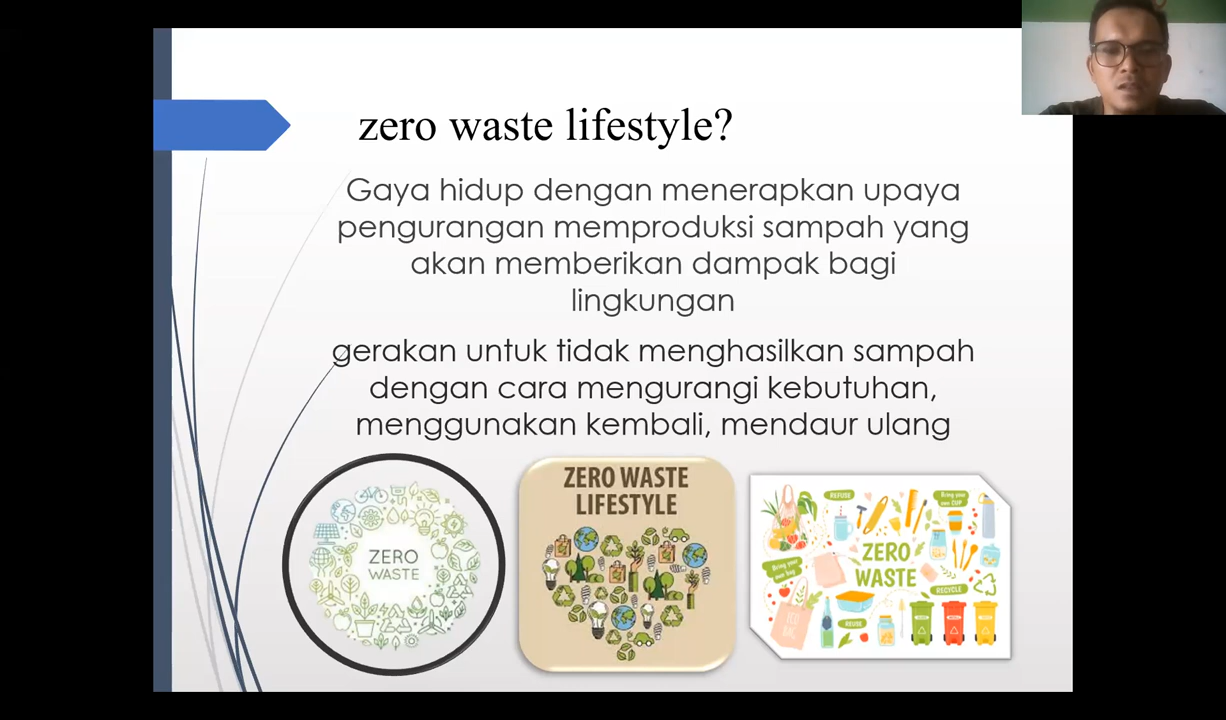 zero waste lifestyle?
Gaya hidup dengan menerapkan upaya
pengurangan memproduksi sampah yang
akan memberikan dampak bagi
lingkungan
gerakan untuk tidak menghasilkan sampah
dengan cara mengurangi kebutuhan,
menggunakan kembali, mendaur ulang
ZERO
WASTE
ZERO WASTE
LIFESTYLE
REFUSE
Bring your
own CUP
ZERO
WASTE
Bring your
own bag
RECYCLE
ECO
BAG
REUSE